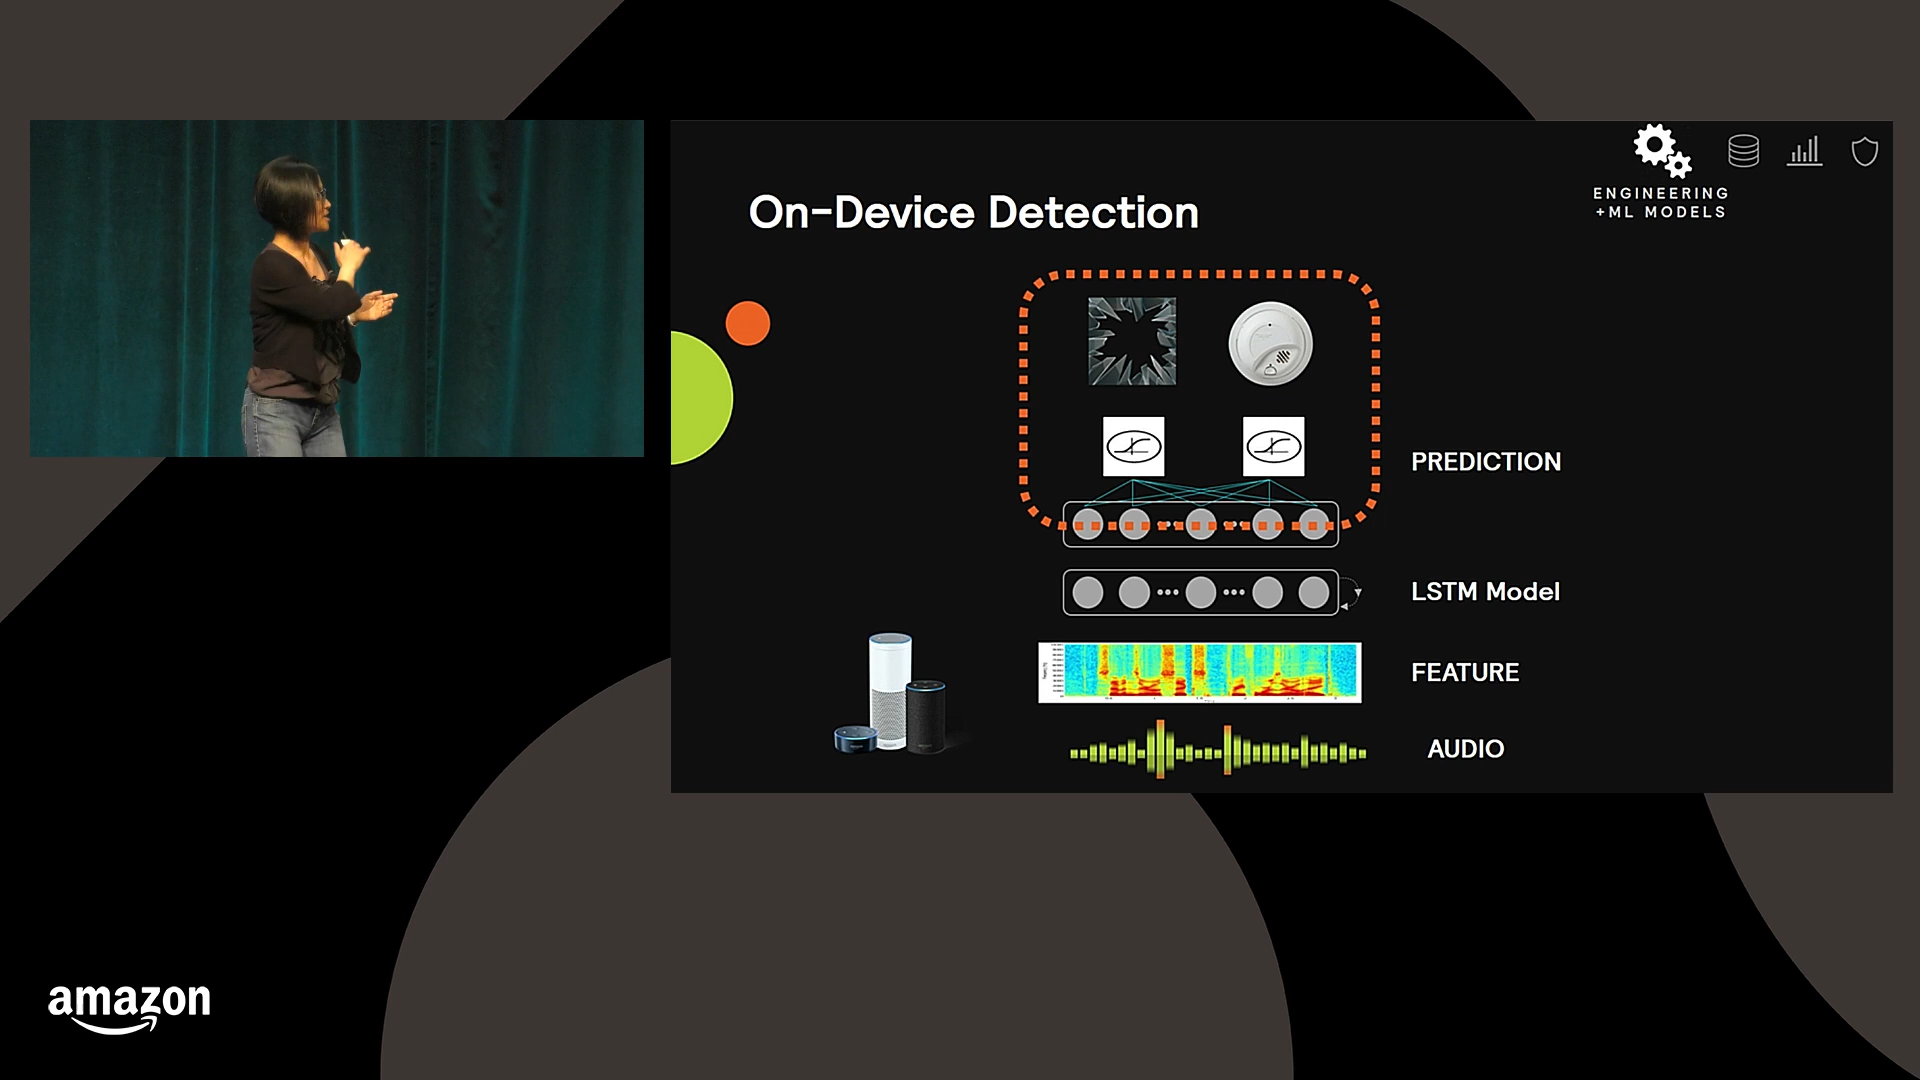 On-Device Detection
ENGINEERING
+ML MODELS
PREDICTION
LSTM Model
FEATURE
AUDIO
amazon